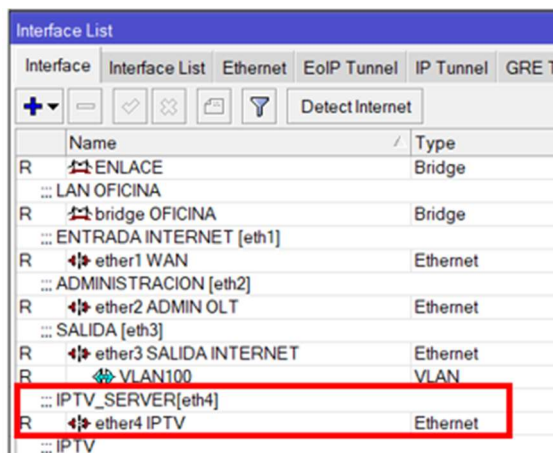 Interface List
Interface Interface List Ethernet EoIP Tunnel IP Tunnel GRE T
Detect Internet
Name Type
R ENLACE Bridge
::: LAN OFICINA
R bridge OFICINA Bridge
::: ENTRADA INTERNET [eth1]
R ether1 WAN Ethernet
::: ADMINISTRACION [eth2]
R ether2 ADMIN OLT Ethernet
::: SALIDA [eth3]
R ether3 SALIDA INTERNET Ethernet
R VLAN100 VLAN
::: IPTV_SERVER[eth4]
R ether4 IPTV Ethernet
::: IPTV